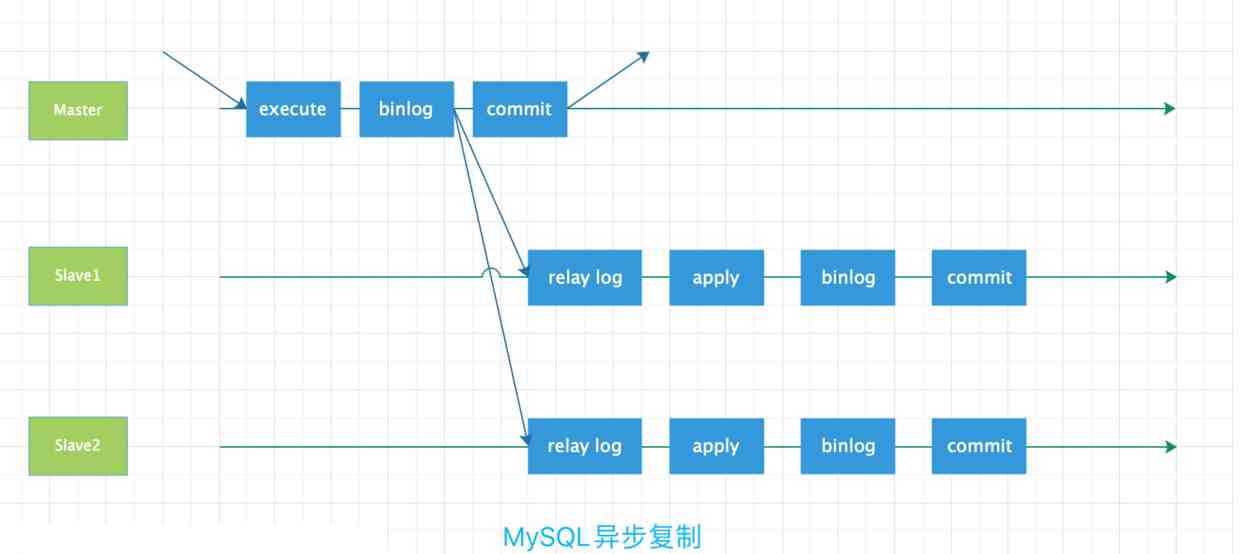 Master
execute
binlog
commit
Slave1
relay log
apply
binlog
commit
Slave2
relay log
apply
binlog
commit
MySQL异步复制